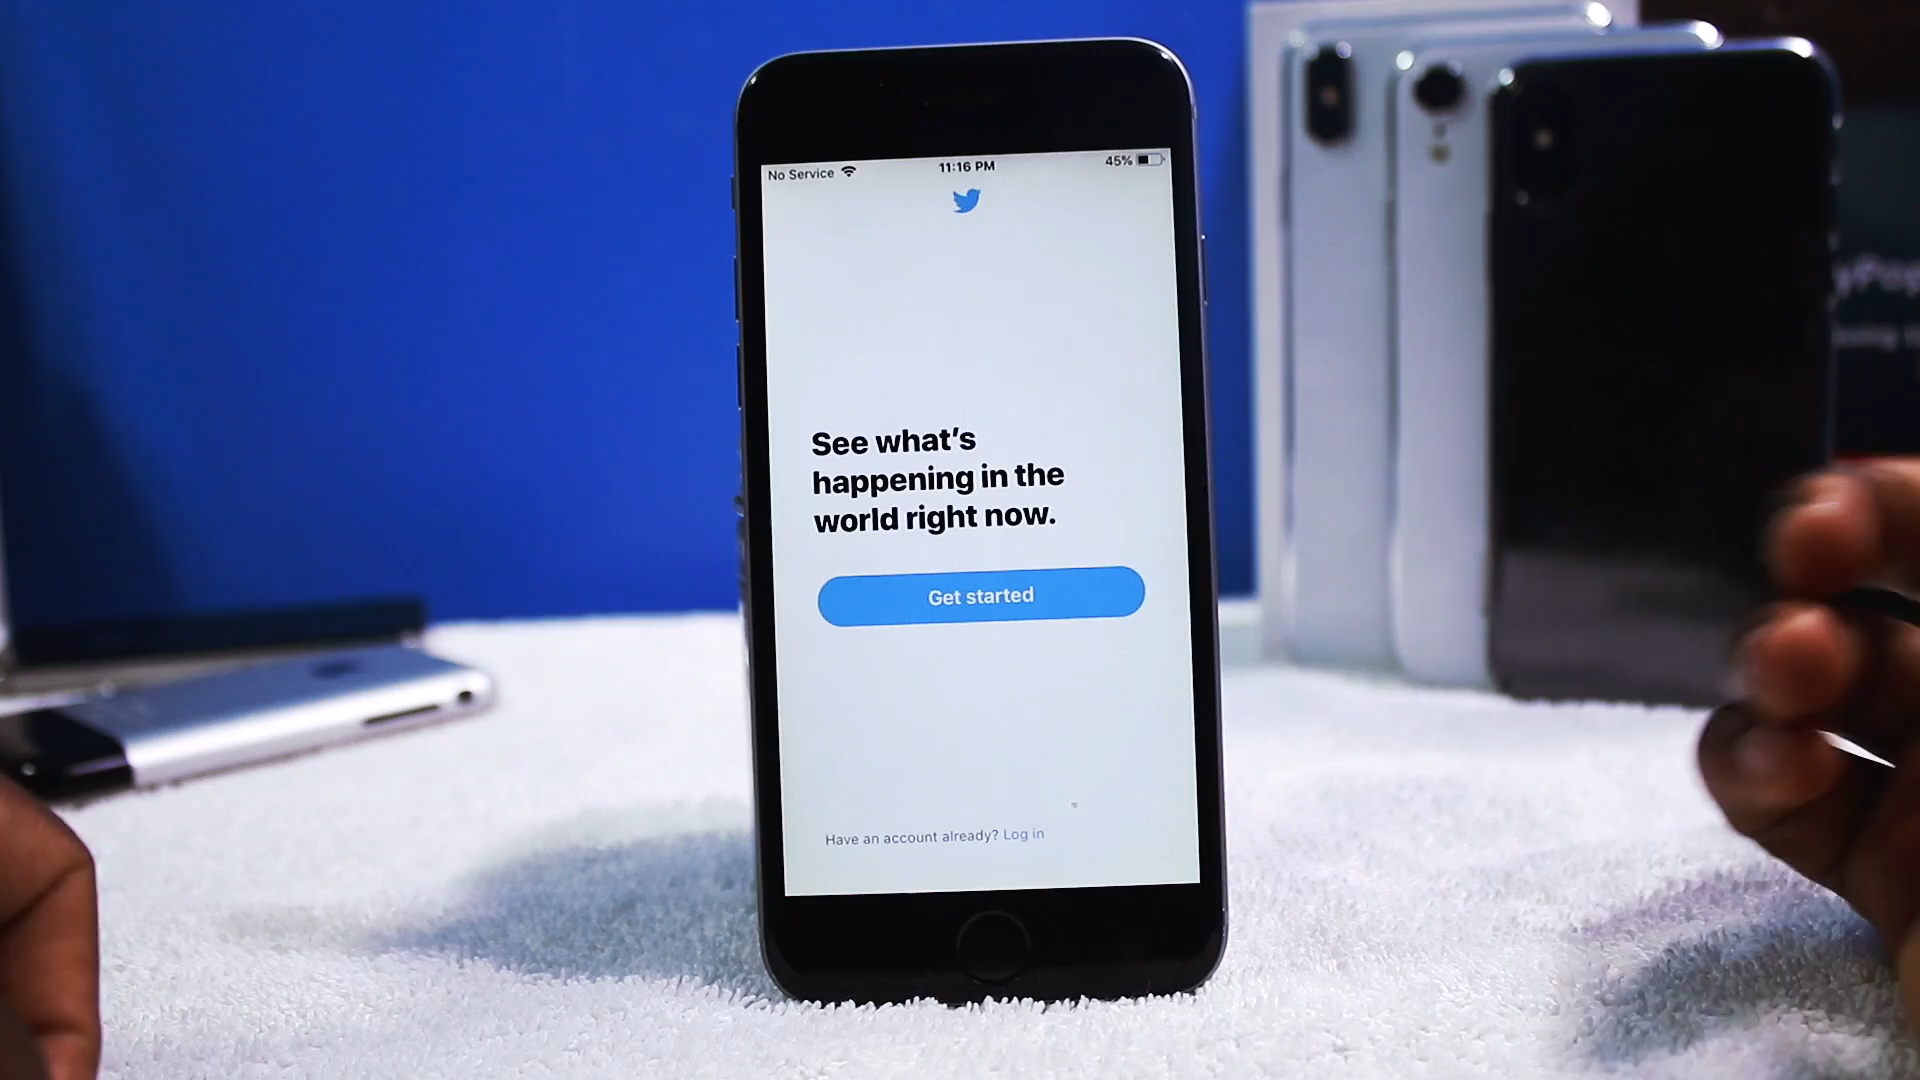 No Service 11:16 PM 45%
See what's
happening in the
world right now.
Get started
Have an account already? Log in